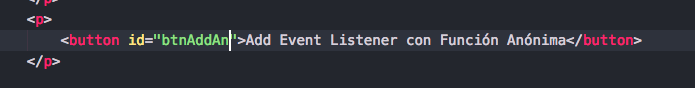 </p>
<p>
<button id="btnAddAn">Add Event Listener con Función Anónima</button>
</p>